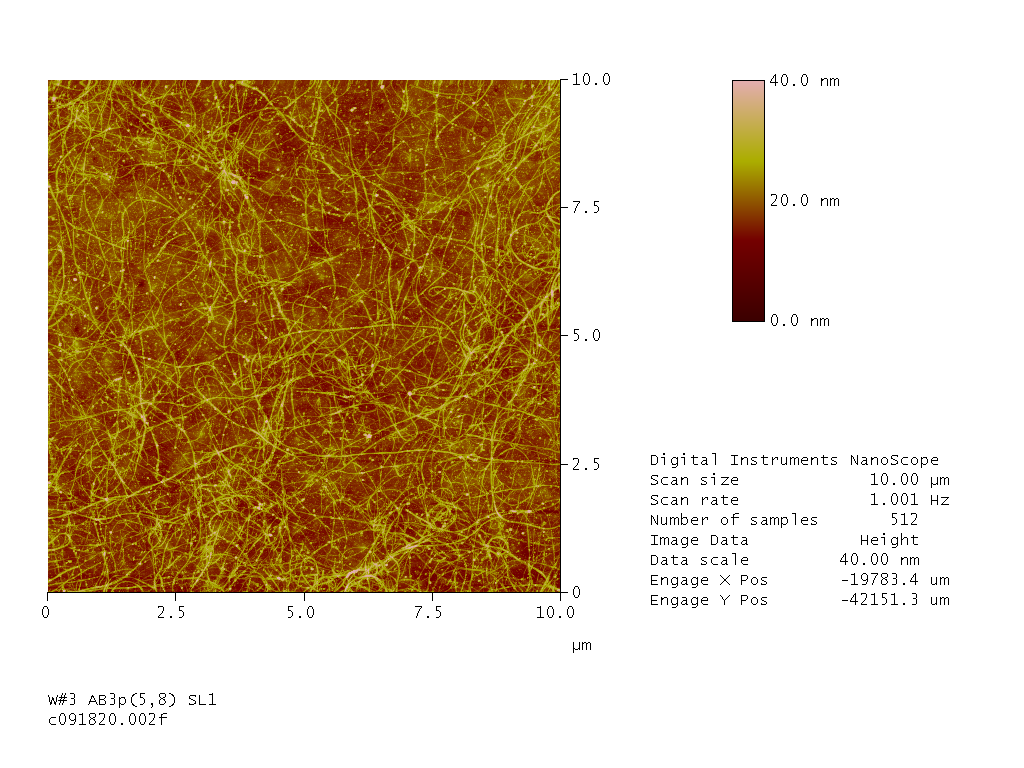 10.0
7.5
5.0
2.5
0
0 2.5 5.0 7.5 10.0
µm
40.0 nm
20.0 nm
0.0 nm
Digital Instruments NanoScope
Scan size 10.00 µm
Scan rate 1.001 Hz
Number of samples 512
Image Data Height
Data scale 40.00 nm
Engage X Pos -19783.4 um
Engage Y Pos -42151.3 um
W#3 AB3p(5,8) SL1
c091820.002f